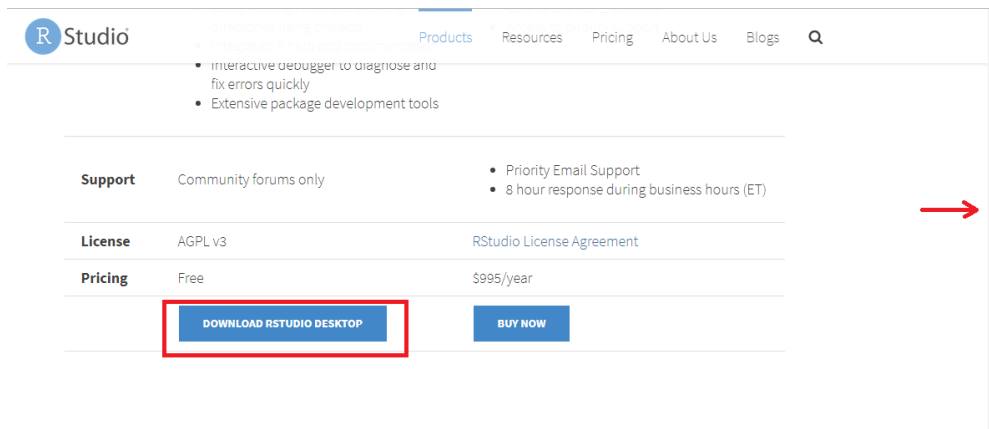 R Studio
Products Resources Pricing About Us Blogs
Interactive debugger to diagnose and
fix errors quickly
Extensive package development tools
Support Community forums only
Priority Email Support
8 hour response during business hours (ET)
License AGPL v3 RStudio License Agreement
Pricing Free $995/year
DOWNLOAD RSTUDIO DESKTOP BUY NOW